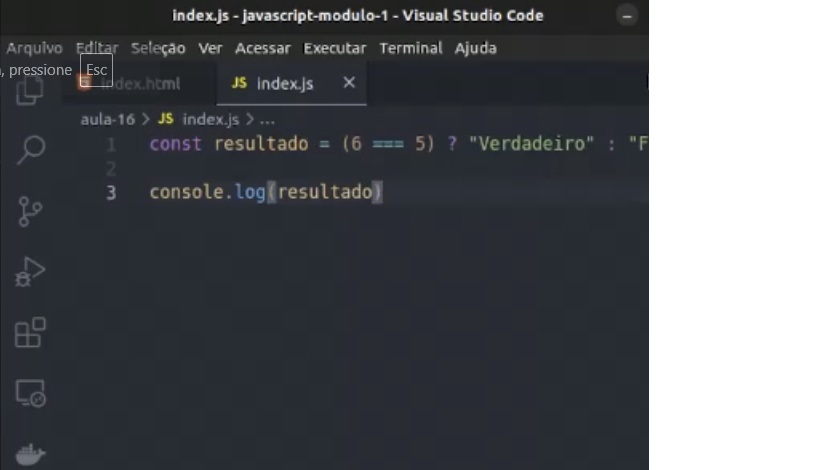 index.js - javascript-modulo-1 - Visual Studio Code
Arquivo Editar Seleção Ver Acessar Executar Terminal Ajuda
, pressione Esc
index.html JS index.js ×
aula-16 > JS index.js > ...
1 const resultado = (6 === 5) ? "Verdadeiro" : "F
2
3 console.log(resultado)